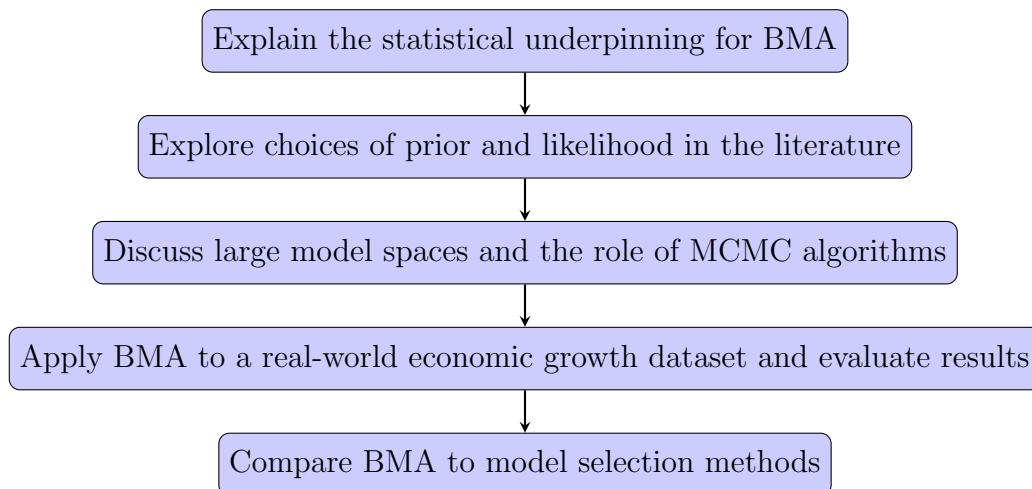 Explain the statistical underpinning for BMA
Explore choices of prior and likelihood in the literature
Discuss large model spaces and the role of MCMC algorithms
Apply BMA to a real-world economic growth dataset and evaluate results
Compare BMA to model selection methods